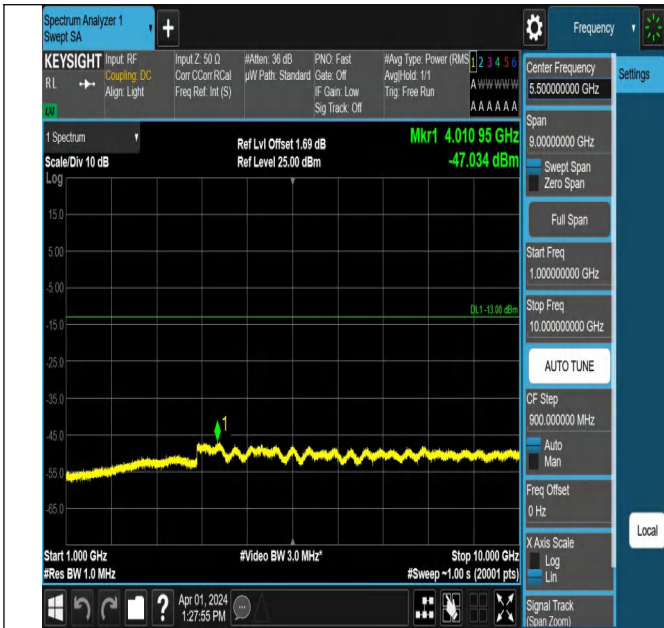 Spectrum Analyzer 1
Swept SA
+
Frequency
KEYSIGHT
RL
LXI
Input: RF
Coupling: DC
Align: Light
Input Z: 50 Ω
Corr CCorr RCal
Freq Ref: Int (S)
#Atten: 36 dB
µW Path: Standard
PNO: Fast
Gate: Off
IF Gain: Low
Sig Track: Off
#Avg Type: Power (RMS
Avg|Hold: 1/1
Trig: Free Run
1 2 3 4 5 6
A W W W W W
A A A A A A
1 Spectrum
Scale/Div 10 dB
Log
Ref Lvl Offset 1.69 dB
Ref Level 25.00 dBm
Mkr1 4.010 95 GHz
-47.034 dBm
15.0
5.00
-5.00
DL1 -13.00 dBm
-15.0
-25.0
-35.0
1
-45.0
-55.0
-65.0
Start 1.000 GHz
#Res BW 1.0 MHz
#Video BW 3.0 MHz*
Stop 10.000 GHz
#Sweep ~1.00 s (20001 pts)
Apr 01, 2024
1:27:55 PM
?
Center Frequency
5.500000000 GHz
Settings
Span
9.00000000 GHz
Swept Span
Zero Span
Full Span
Start Freq
1.000000000 GHz
Stop Freq
10.000000000 GHz
AUTO TUNE
CF Step
900.000000 MHz
Auto
Man
Freq Offset
0 Hz
X Axis Scale
Log
Lin
Local
Signal Track
(Span Zoom)